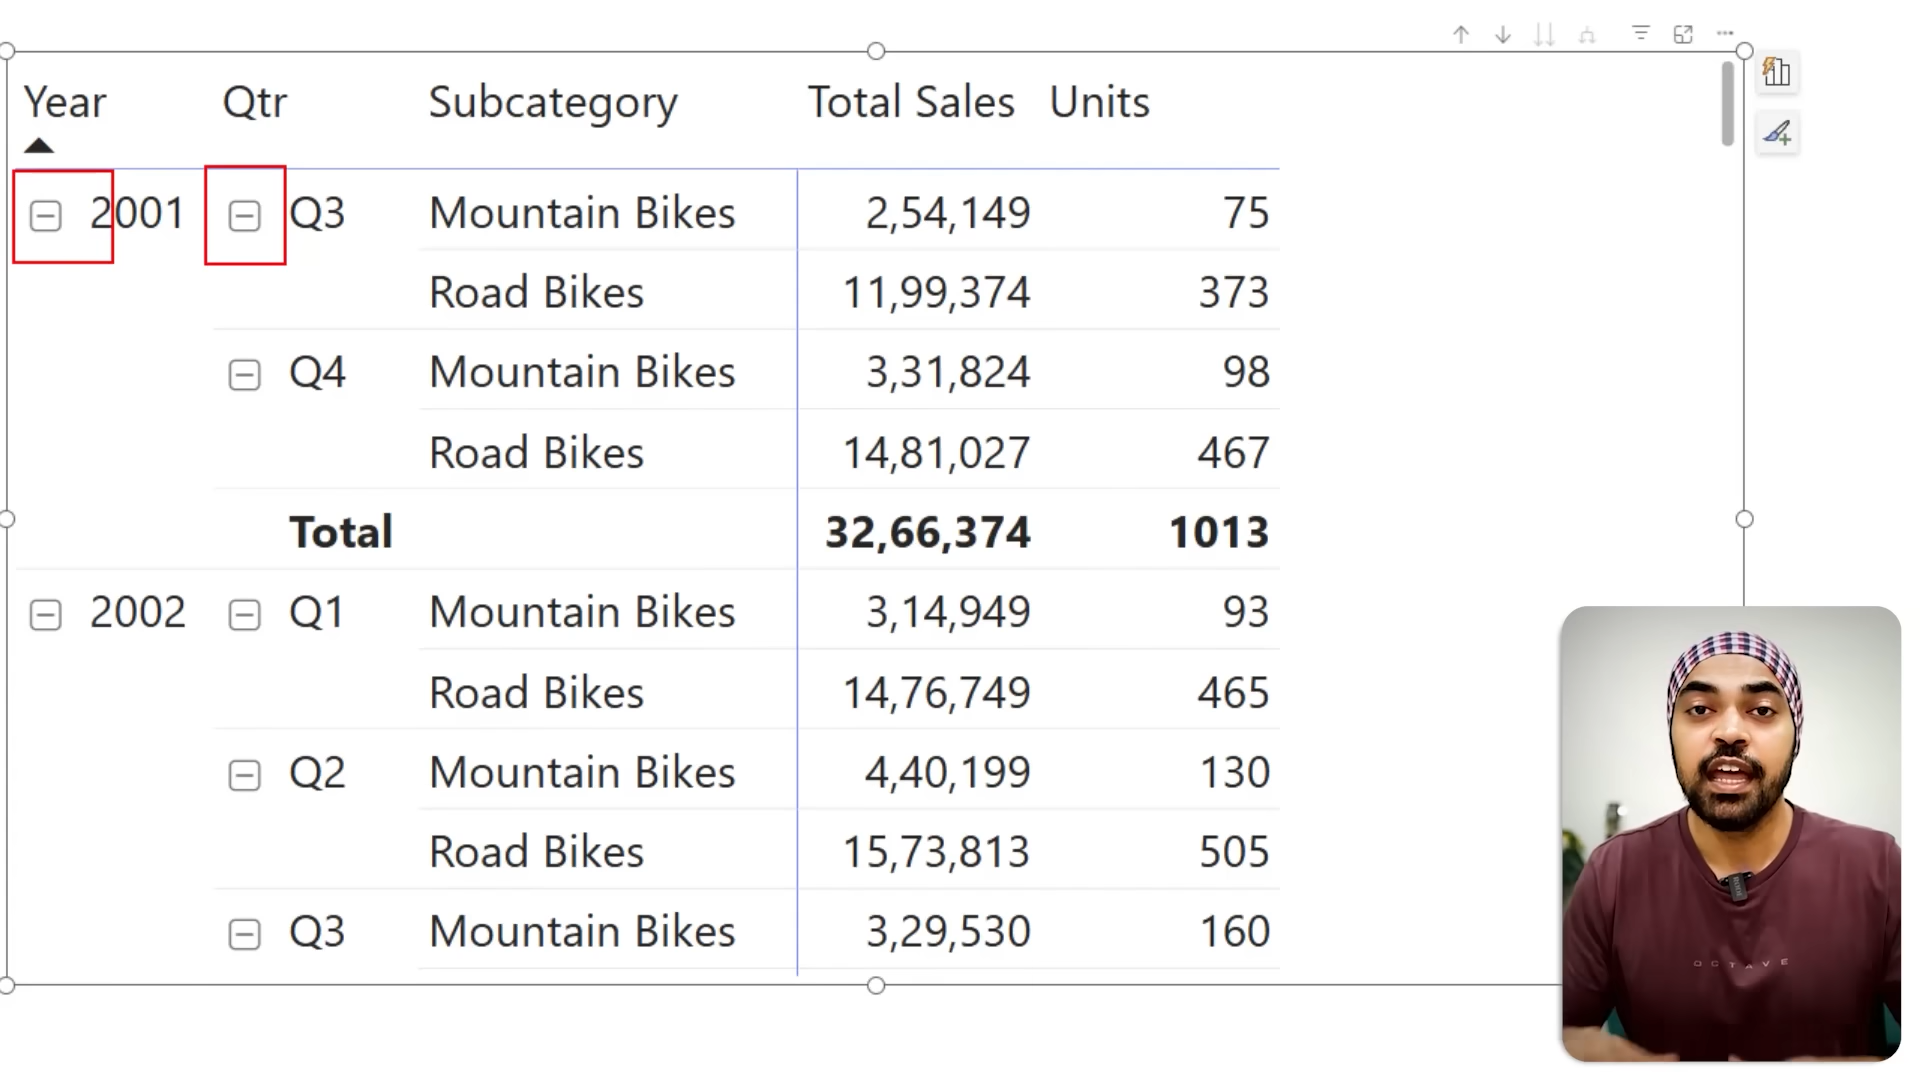 Year Qtr Subcategory Total Sales Units
2001 Q3 Mountain Bikes 2,54,149 75
Road Bikes 11,99,374 373
Q4 Mountain Bikes 3,31,824 98
Road Bikes 14,81,027 467
Total 32,66,374 1013
2002 Q1 Mountain Bikes 3,14,949 93
Road Bikes 14,76,749 465
Q2 Mountain Bikes 4,40,199 130
Road Bikes 15,73,813 505
Q3 Mountain Bikes 3,29,530 160
OCTAVE